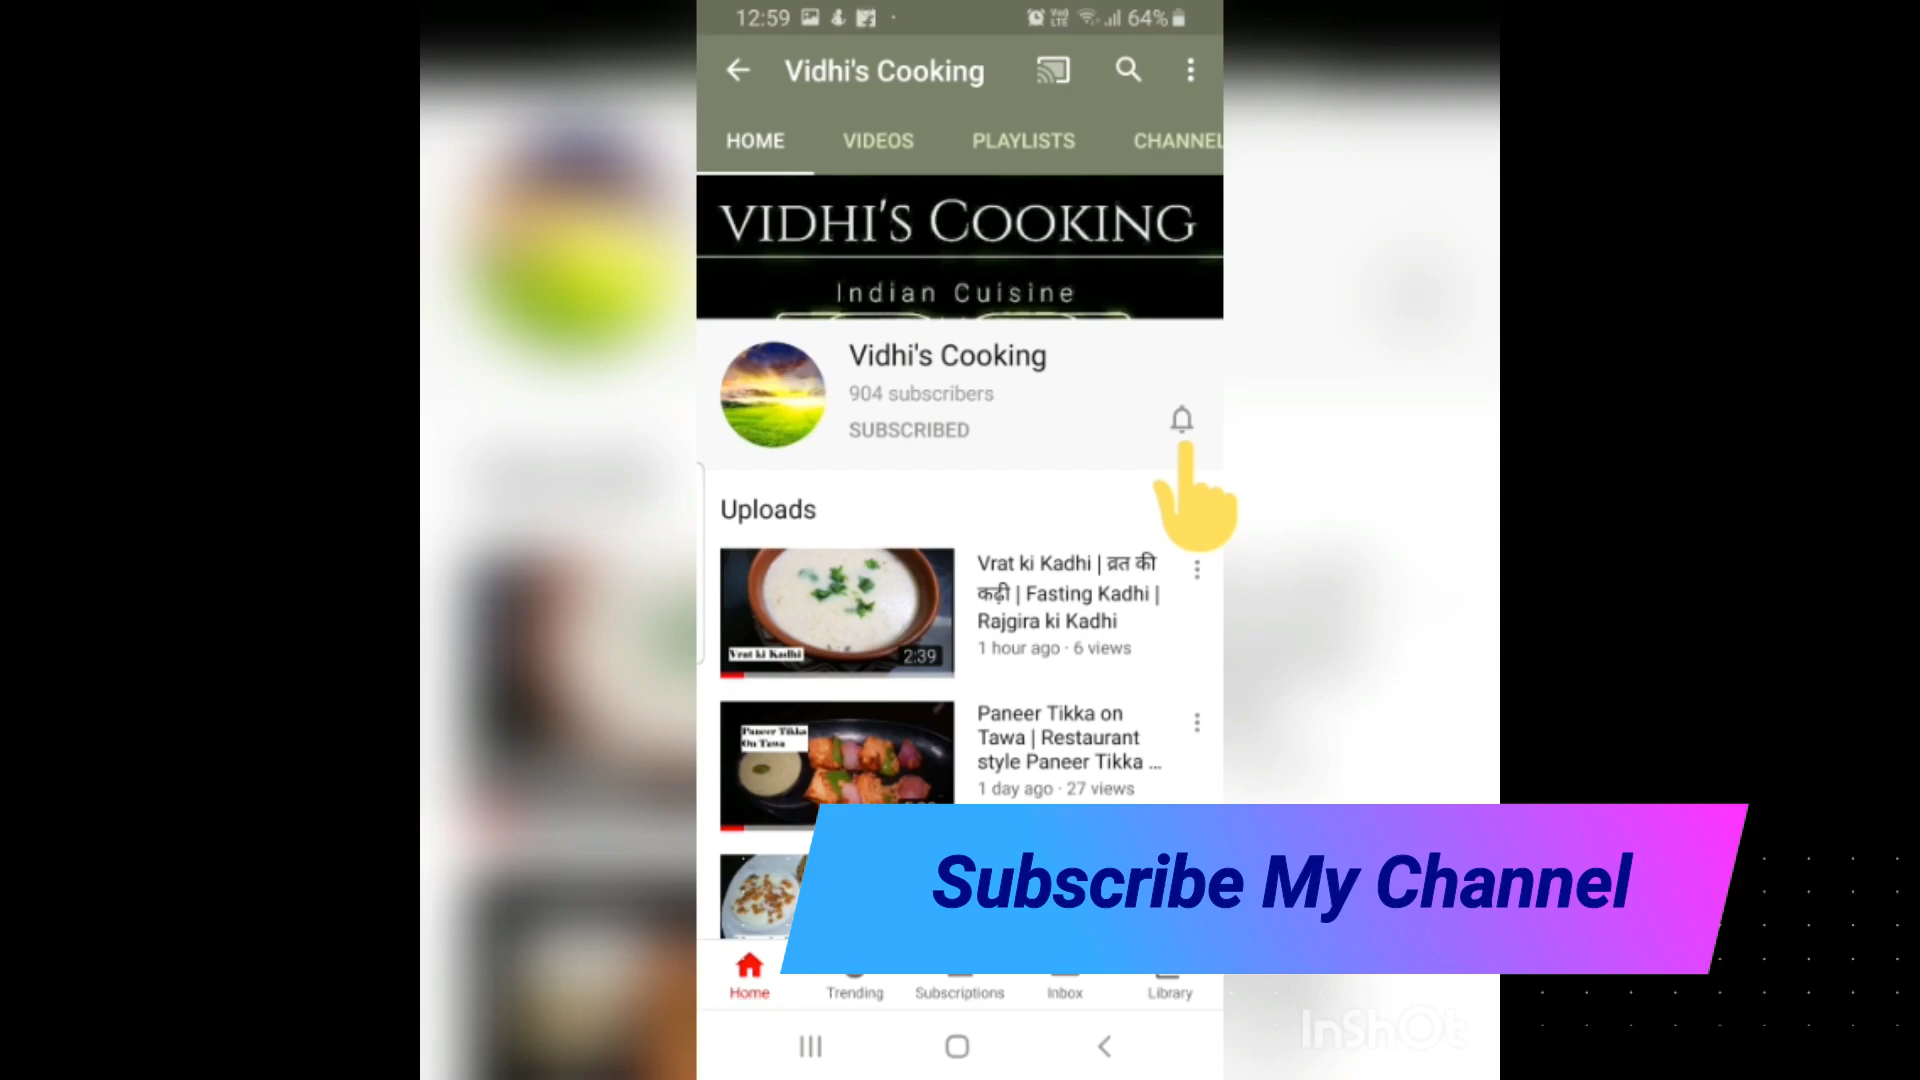 12:59
64%
Vidhi's Cooking
HOME VIDEOS PLAYLISTS CHANNEL
VIDHI'S COOKING
Indian Cuisine
Vidhi's Cooking
904 subscribers
SUBSCRIBED
Uploads
Vrat ki Kadhi | व्रत की
कढ़ी | Fasting Kadhi |
Rajgira ki Kadhi
1 hour ago · 6 views
Vrat ki Kadhi
2:39
Paneer Tikka on
Tawa | Restaurant
style Paneer Tikka ...
1 day ago · 27 views
Paneer Tikka
On Tawa
Subscribe My Channel
Home Trending Subscriptions Inbox Library
InShOt